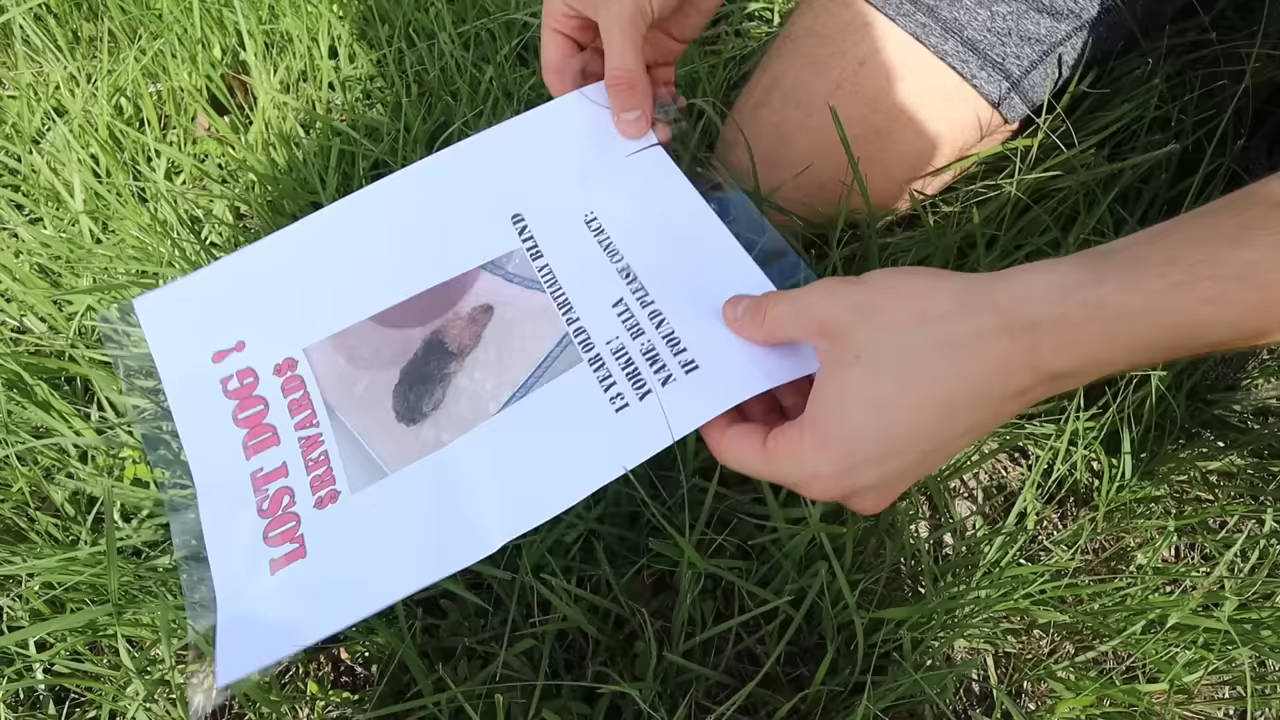 LOST DOG !
$REWARD$
13 YEAR OLD PARTIALLY BLIND
YORKIE !
NAME: BELLA
IF FOUND PLEASE CONTACT: